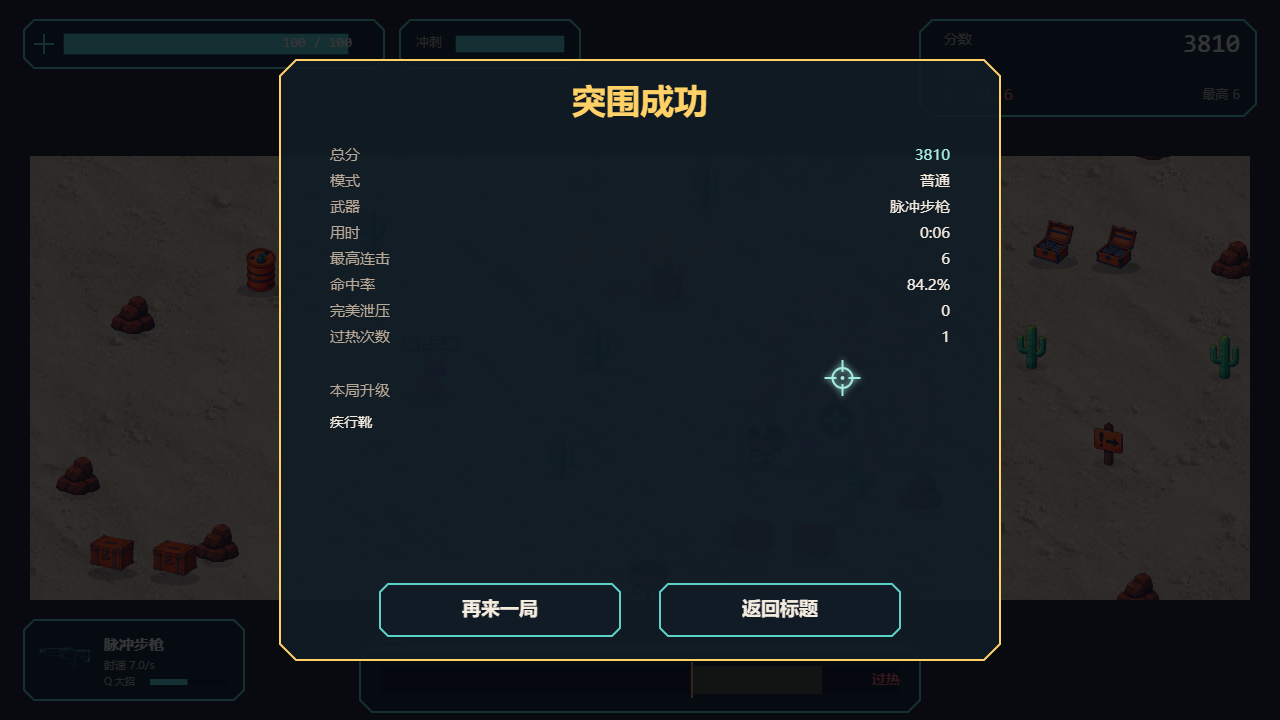 100 / 100
冲刺
分数
3810
6
最高 6
突围成功
总分 3810
模式 普通
武器 脉冲步枪
用时 0:06
最高连击 6
命中率 84.2%
完美泄压 0
过热次数 1
本局升级
疾行靴
再来一局
返回标题
脉冲步枪
射速 7.0/s
Q 大招
过热